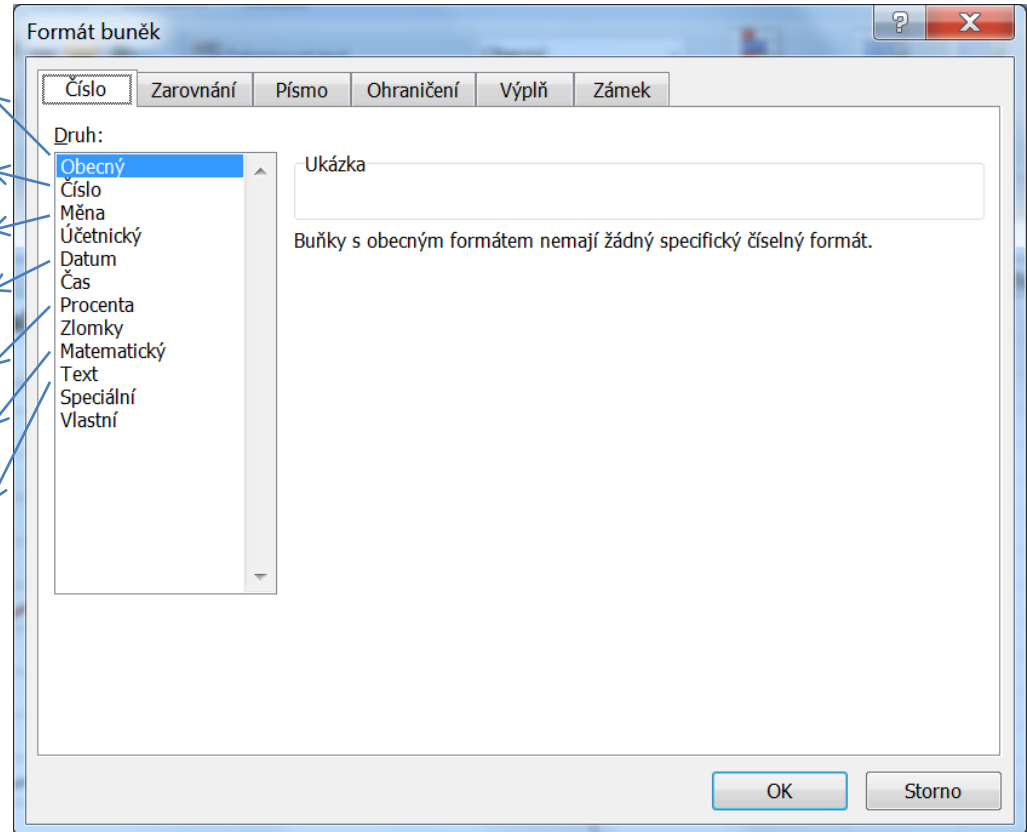 Formát buněk
Číslo Zarovnání Písmo Ohraničení Výplň Zámek
Druh:
Obecný
Číslo
Měna
Účetnický
Datum
Čas
Procenta
Zlomky
Matematický
Text
Speciální
Vlastní
Ukázka
Buňky s obecným formátem nemají žádný specifický číselný formát.
OK Storno